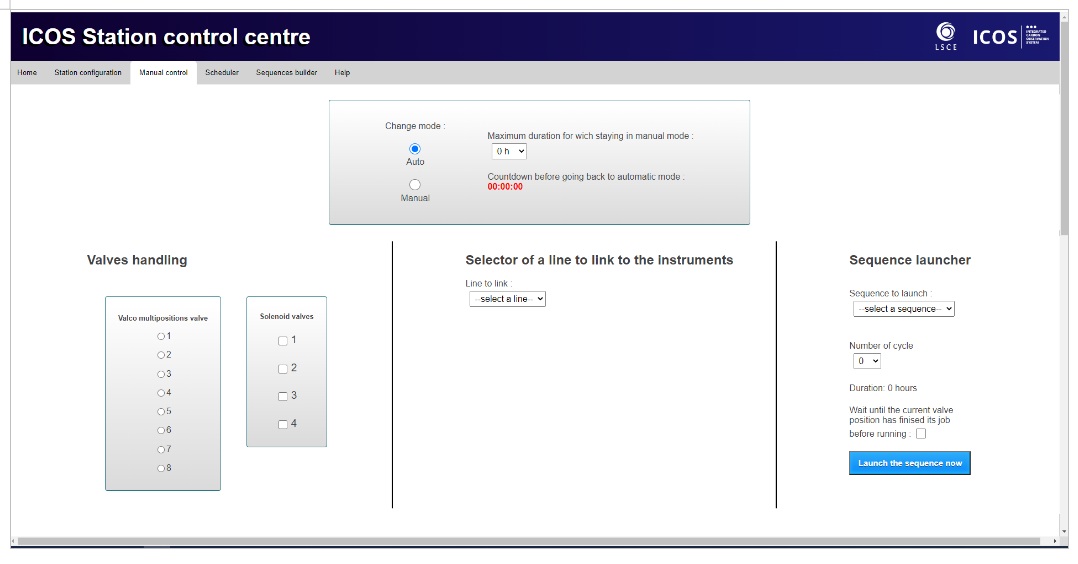 ICOS Station control centre
LSCE
ICOS
INTEGRATED
CARBON
OBSERVATION
SYSTEM
Home Station configuration Manual control Scheduler Sequences builder Help
Change mode :
Auto
Manual
Maximum duration for wich staying in manual mode :
0 h
Countdown before going back to automatic mode :
00:00:00
Valves handling
Valco multipositions valve
1
2
3
4
5
6
7
8
Solenoid valves
1
2
3
4
Selector of a line to link to the instruments
Line to link :
--select a line--
Sequence launcher
Sequence to launch :
--select a sequence--
Number of cycle
0
Duration: 0 hours
Wait until the current valve
position has finised its job
before running :
Launch the sequence now